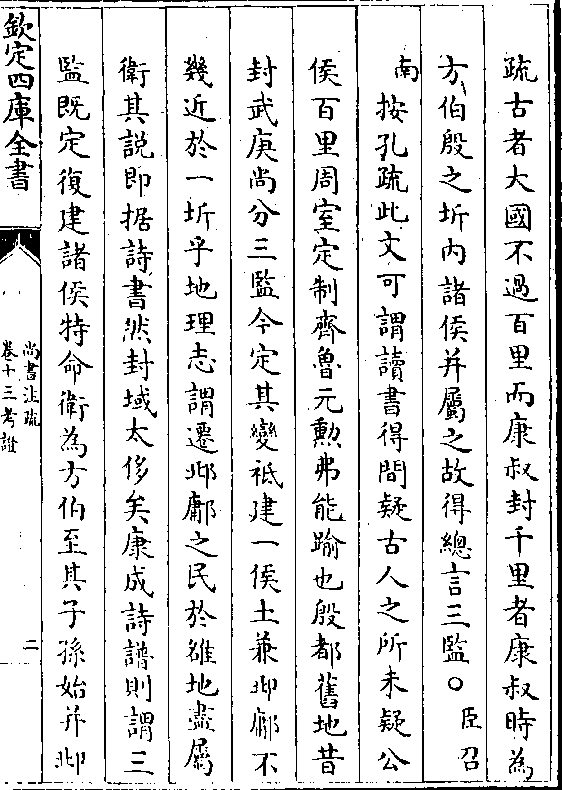 疏古者大國不過百里而康叔封千里者康叔時為
方伯殷之圻內諸侯并屬之故得總言三監○臣召
南按孔疏此文可謂讀書得間疑古人之所未疑公
侯百里周室定制齊魯元勳弗能踰也殷都舊地昔
封武庚尚分三監今定其變祗建一侯土兼邶鄘不
幾近於一圻乎地理志謂遷邶鄘之民於雒地盡屬
衛其說即据詩書然封域太侈矣康成詩譜則謂三
監既定復建諸侯特命衛為方伯至其子孫始并邶
欽定四庫全書
尚書注疏
卷十三考證
二